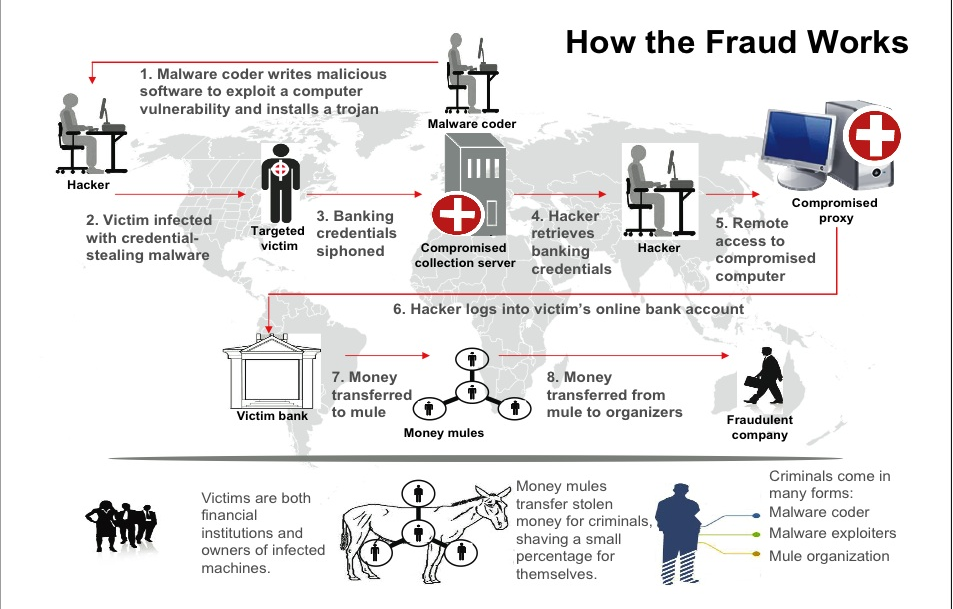 How the Fraud Works
1. Malware coder writes malicious
software to exploit a computer
vulnerability and installs a trojan
Malware coder
Hacker
2. Victim infected
with credential-
stealing malware
Targeted
victim
3. Banking
credentials
siphoned
Compromised
collection server
4. Hacker
retrieves
banking
credentials
Hacker
5. Remote
access to
compromised
computer
Compromised
proxy
6. Hacker logs into victim’s online bank account
Victim bank
7. Money
transferred
to mule
Money mules
8. Money
transferred from
mule to organizers
Fraudulent
company
Victims are both
financial
institutions and
owners of infected
machines.
Money mules
transfer stolen
money for criminals,
shaving a small
percentage for
themselves.
Criminals come in
many forms:
Malware coder
Malware exploiters
Mule organization